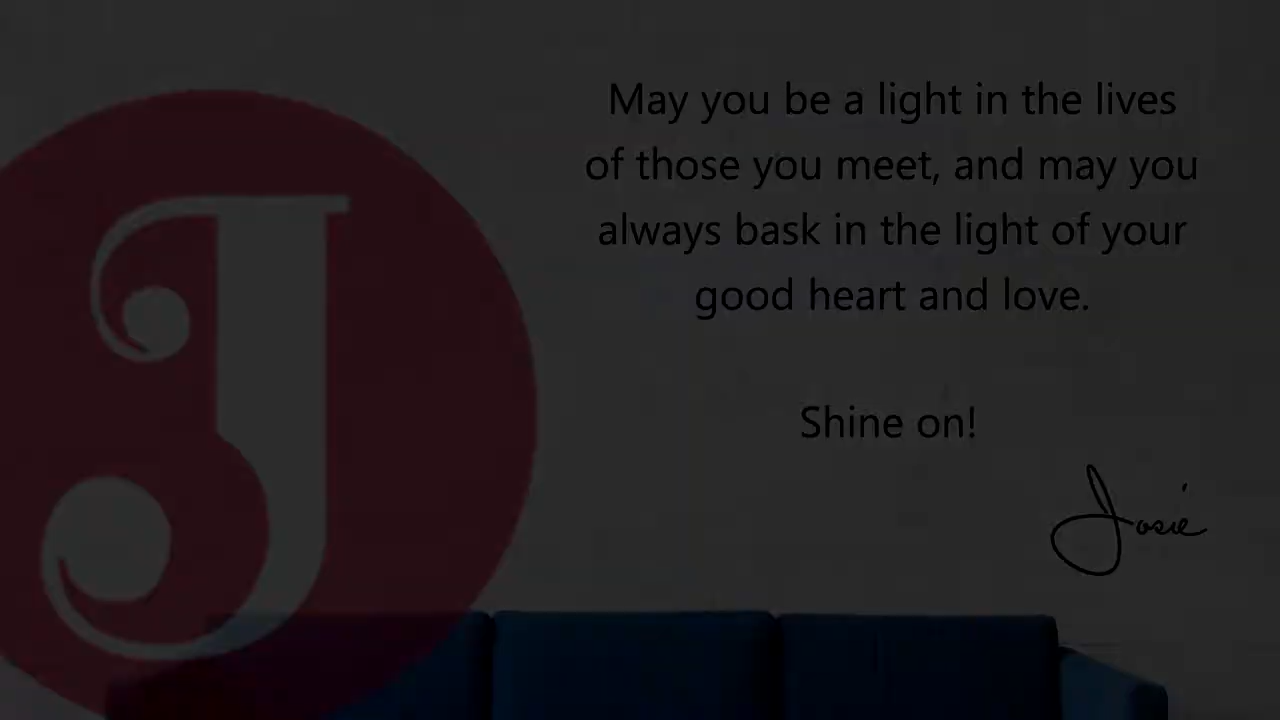 J
May you be a light in the lives
of those you meet, and may you
always bask in the light of your
good heart and love.
Shine on!
Josie